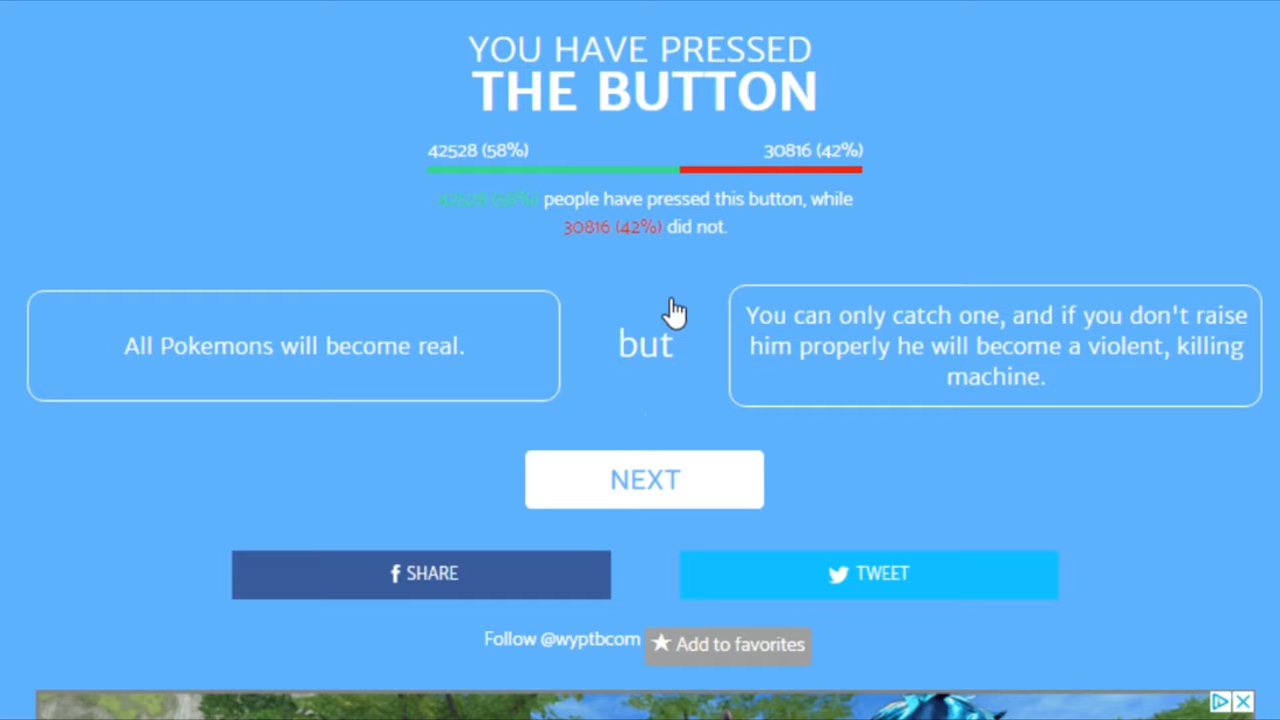 YOU HAVE PRESSED
THE BUTTON
42528 (58%) 30816 (42%)
42528 (58%) people have pressed this button, while
30816 (42%) did not.
All Pokemons will become real.
but
You can only catch one, and if you don't raise
him properly he will become a violent, killing
machine.
NEXT
f SHARE
TWEET
Follow @wyptbcom
Add to favorites